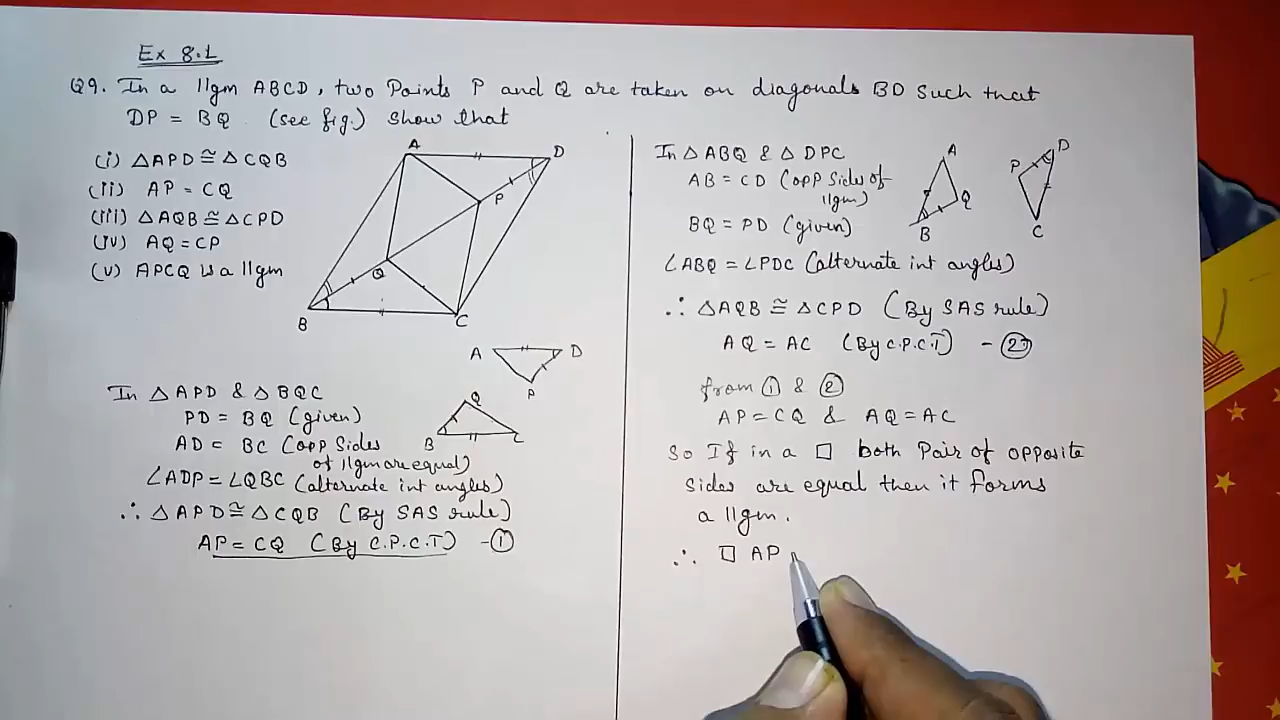 Ex 8.1
Q9. In a llgm ABCD, two Points P and Q are taken on diagonals BD Such that
DP = BQ (see fig.) show that
(i) △APD ≅ △CQB
(ii) AP = CQ
(iii) △AQB ≅ △CPD
(iv) AQ = CP
(v) APCQ is a llgm
A
D
P
Q
B
C
A D
P
Q
B C
In △APD & △BQC
PD = BQ (given)
AD = BC (opp Sides
of llgm are equal)
∠ADP = ∠QBC (alternate int angles)
∴ △APD ≅ △CQB (By SAS rule)
AP = CQ (By C.P.C.T) - ①
In △ABQ & △DPC
AB = CD (opp Sides of
llgm)
BQ = PD (given)
∠ABQ = ∠PDC (alternate int angles)
∴ △AQB ≅ △CPD (By SAS rule)
AQ = AC (By C.P.C.T) - ②
A
Q
B
D
P
C
from ① & ②
AP = CQ & AQ = AC
So If in a □ both Pair of opposite
Sides are equal then it forms
a llgm.
∴ □ AP